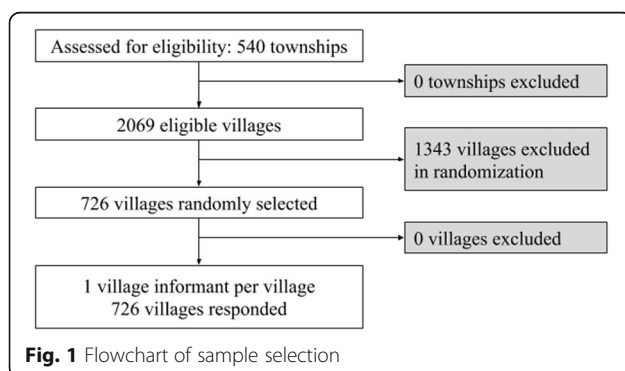 Assessed for eligibility: 540 townships
0 townships excluded
2069 eligible villages
1343 villages excluded
in randomization
726 villages randomly selected
0 villages excluded
1 village informant per village
726 villages responded
Fig. 1 Flowchart of sample selection